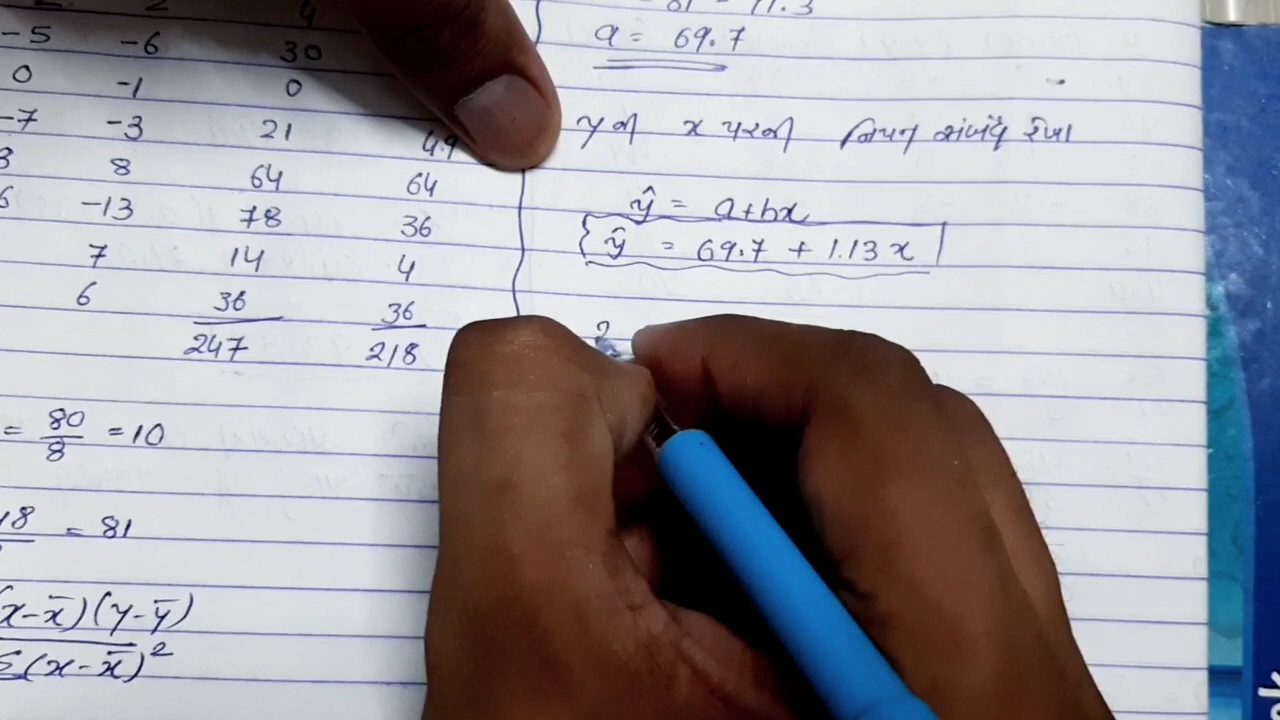 -5 -6 30
0 -1 0
-7 -3 21 49
8 64 64
-13 78 36
7 14 4
6 36 36
247 218
= 80/8 = 10
= 81
(x-x̄)(y-ȳ)
Σ(x-x̄)²
a = 69.7
y ની x પરની નિયત સંબંધ રેખા
ŷ = a+bx
ŷ = 69.7 + 1.13x